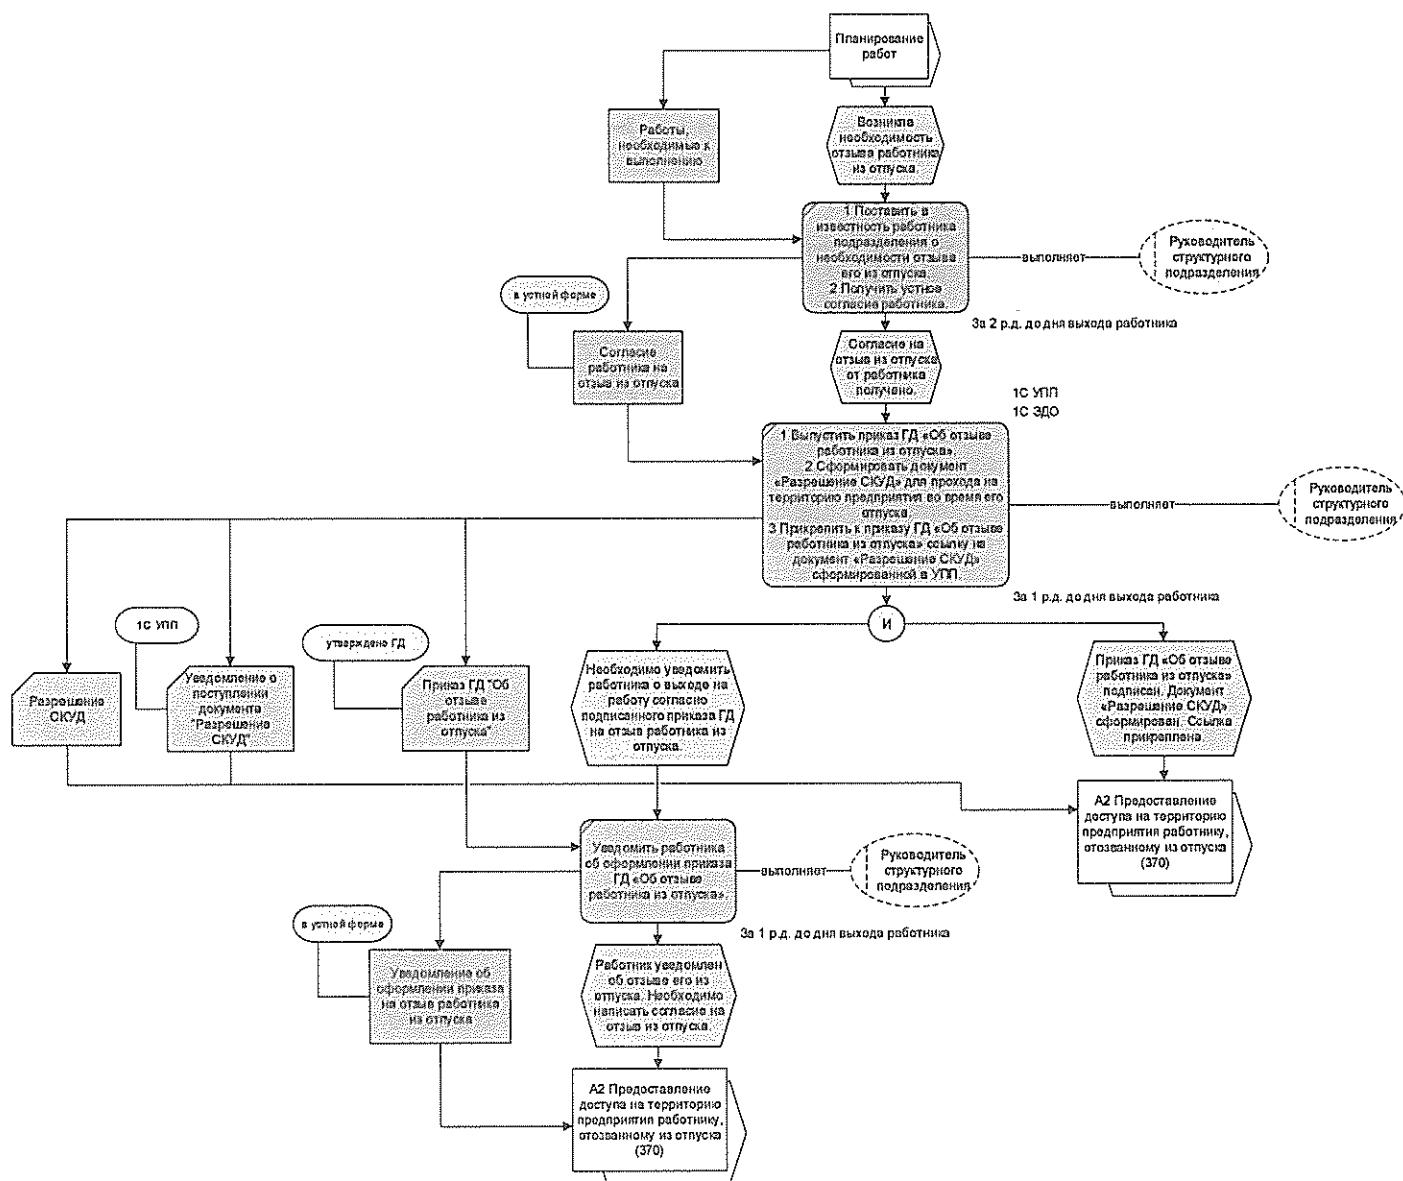 Планирование
работ
Работы,
необходимые к
выполнению
Возникла
необходимость
отзыва работника
из отпуска.
1 Поставить в
известность работника
подразделения о
необходимости отзыва
его из отпуска.
2 Получить устное
согласие работника.
выполняет
Руководитель
структурного
подразделения
За 2 р.д. до дня выхода работника
в устной форме
Согласие
работника на
отзыв из отпуска
Согласие на
отзыв из отпуска
от работника
получено.
1С УПП
1С ЭДО
1 Выпустить приказ ГД «Об отзыве
работника из отпуска».
2 Сформировать документ
«Разрешение СКУД» для прохода на
территорию предприятия во время его
отпуска
3 Прикрепить к приказу ГД «Об отзыве
работника из отпуска» ссылку на
документ «Разрешение СКУД»
сформированной в УПП
выполняет
Руководитель
структурного
подразделения
За 1 р.д. до дня выхода работника
И
1С УПП
утверждено ГД
Разрешение
СКУД
Уведомление о
поступлении
документа
"Разрешение
СКУД"
Приказ ГД "Об
отзыве
работника из
отпуска"
Необходимо уведомить
работника о выходе на
работу согласно
подписанного приказа ГД
на отзыв работника из
отпуска.
Приказ ГД «Об отзыве
работника из отпуска»
подписан. Документ
«Разрешение СКУД»
сформирован. Ссылка
прикреплена.
А2 Предоставление
доступа на территорию
предприятия работнику,
отозванному из отпуска
(370)
Уведомить работника
об оформлении приказа
ГД «Об отзыве
работника из отпуска».
выполняет
Руководитель
структурного
подразделения
За 1 р.д. до дня выхода работника
в устной форме
Уведомление об
оформлении приказа
на отзыв работника
из отпуска
Работник уведомлен
об отзыве его из
отпуска. Необходимо
написать согласие на
отзыв из отпуска.
А2 Предоставление
доступа на территорию
предприятия работнику,
отозванному из отпуска
(370)